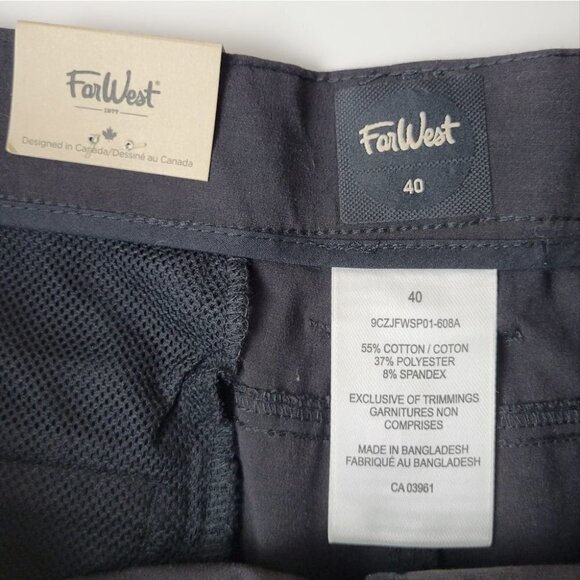 FarWest®
1977
Designed in Canada/Dessiné au Canada
FarWest
40
40
9CZJFWSP01-608A
55% COTTON / COTON
37% POLYESTER
8% SPANDEX
EXCLUSIVE OF TRIMMINGS
GARNITURES NON
COMPRISES
MADE IN BANGLADESH
FABRIQUÉ AU BANGLADESH
CA 03961